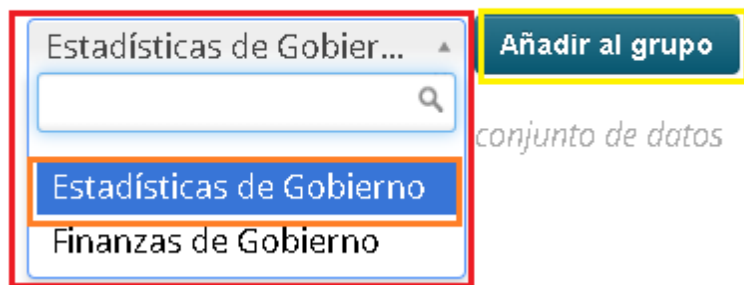 Estadísticas de Gobier... Añadir al grupo
conjunto de datos
Estadísticas de Gobierno
Finanzas de Gobierno